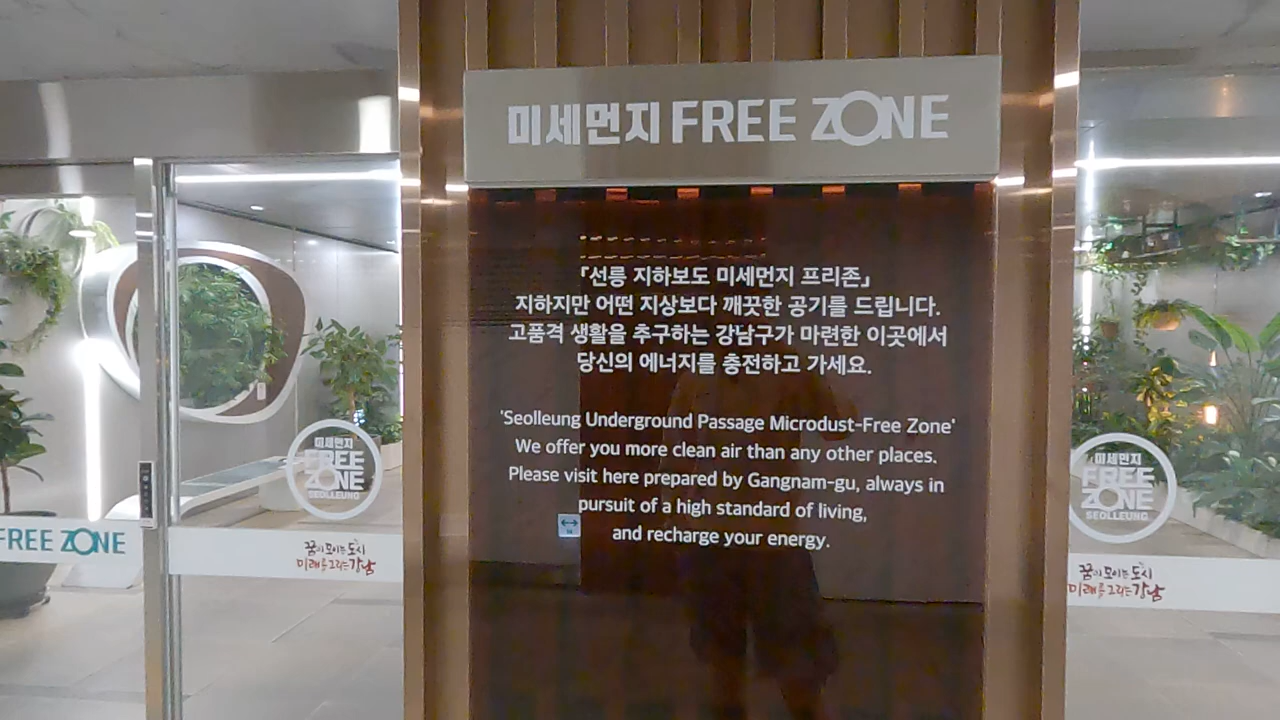 미세먼지 FREE ZONE
「선릉 지하보도 미세먼지 프리존」
지하지만 어떤 지상보다 깨끗한 공기를 드립니다.
고품격 생활을 추구하는 강남구가 마련한 이곳에서
당신의 에너지를 충전하고 가세요.
'Seolleung Underground Passage Microdust-Free Zone'
We offer you more clean air than any other places.
Please visit here prepared by Gangnam-gu, always in
pursuit of a high standard of living,
and recharge your energy.
미세먼지
FREE
ZONE
SEOLLEUNG
FREE ZONE
꿈이 모이는 도시
미래를 그리는 강남
미세먼지
FREE
ZONE
SEOLLEUNG
꿈이 모이는 도시
미래를 그리는 강남